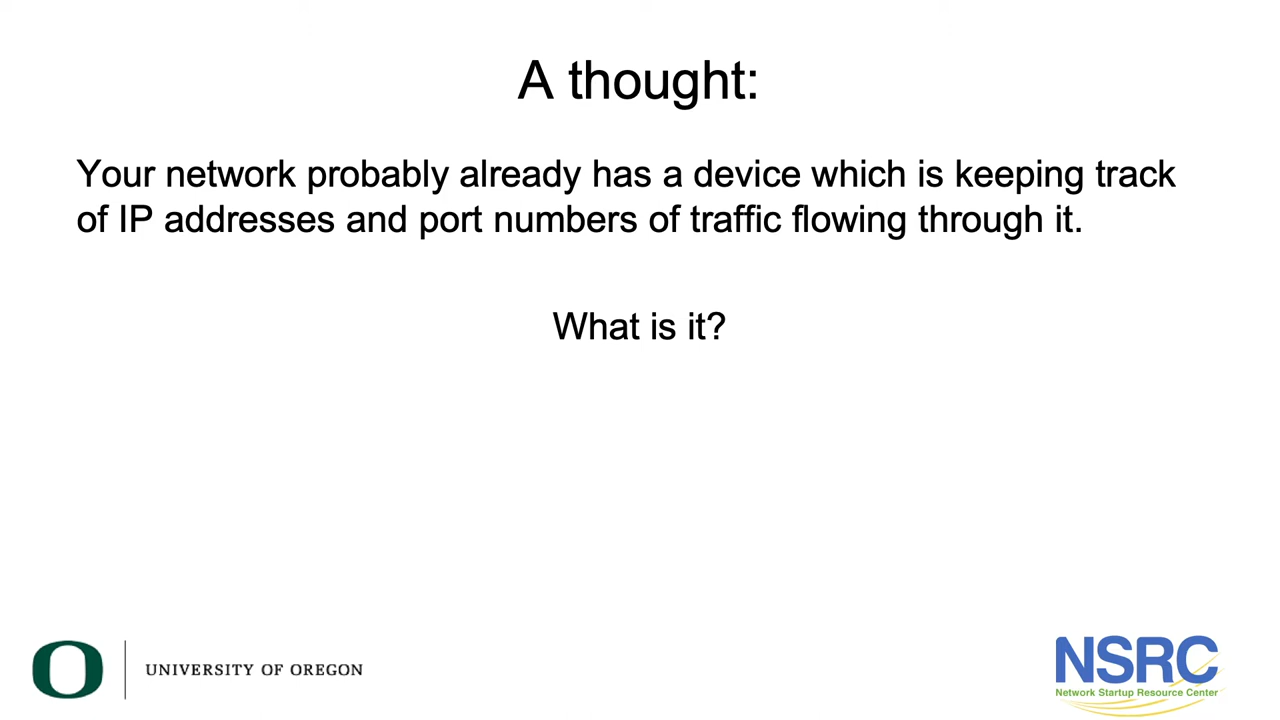 A thought:
Your network probably already has a device which is keeping track
of IP addresses and port numbers of traffic flowing through it.
What is it?
O
UNIVERSITY OF OREGON
NSRC
Network Startup Resource Center